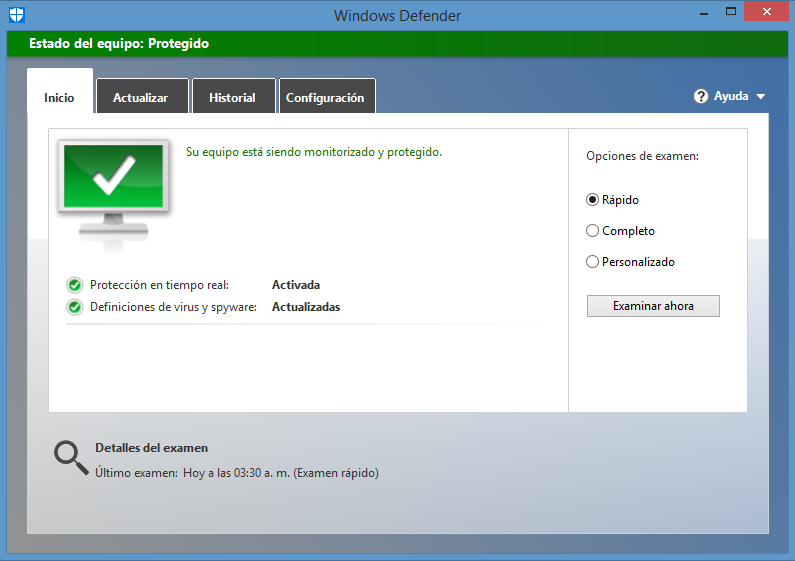 Windows Defender
Estado del equipo: Protegido
Inicio
Actualizar
Historial
Configuración
Ayuda
Su equipo está siendo monitorizado y protegido.
Opciones de examen:
Rápido
Completo
Personalizado
Examinar ahora
Protección en tiempo real: Activada
Definiciones de virus y spyware: Actualizadas
Detalles del examen
Último examen: Hoy a las 03:30 a. m. (Examen rápido)